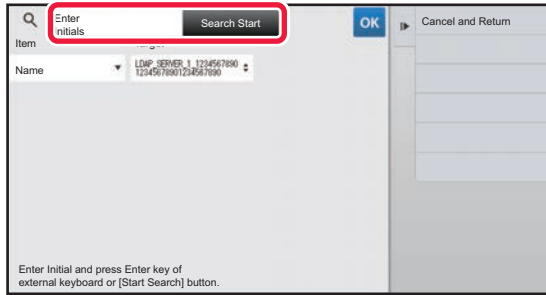 Enter
Initials
Search Start
OK
Cancel and Return
Item
Name
LDAP_SERVER_1_1234567890
12345678901234567890
Enter Initial and press Enter key of
external keyboard or [Start Search] button.